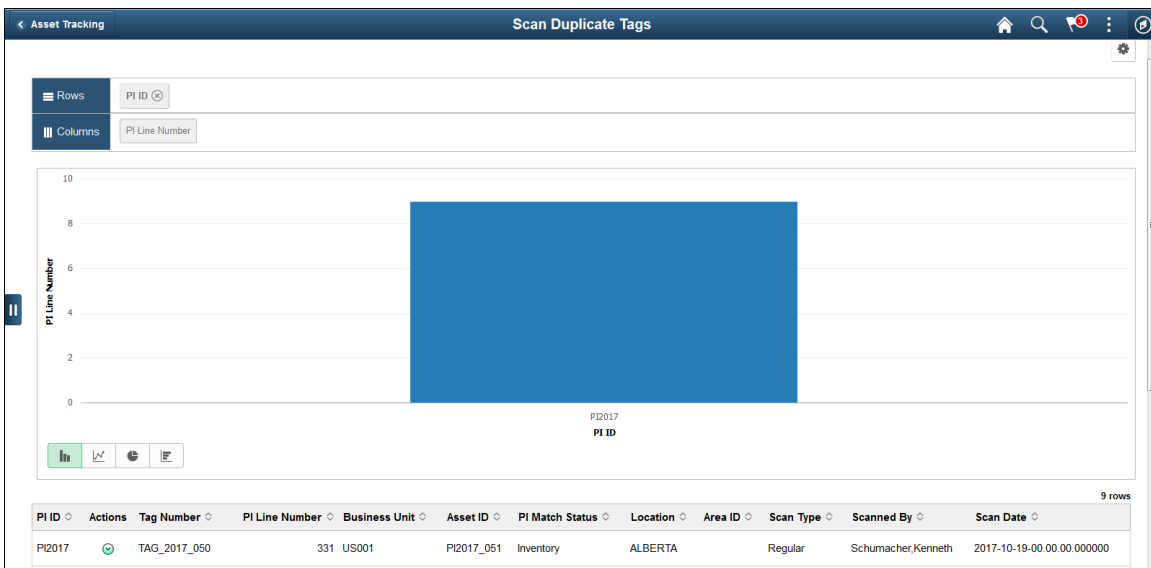 Asset Tracking
Scan Duplicate Tags
3
Rows
PI ID
Columns
PI Line Number
10
8
6
4
2
0
PI Line Number
PI2017
PI ID
9 rows
PI ID Actions Tag Number PI Line Number Business Unit Asset ID PI Match Status Location Area ID Scan Type Scanned By Scan Date
PI2017 TAG_2017_050 331 US001 PI2017_051 Inventory ALBERTA Regular Schumacher,Kenneth 2017-10-19-00.00.00.000000